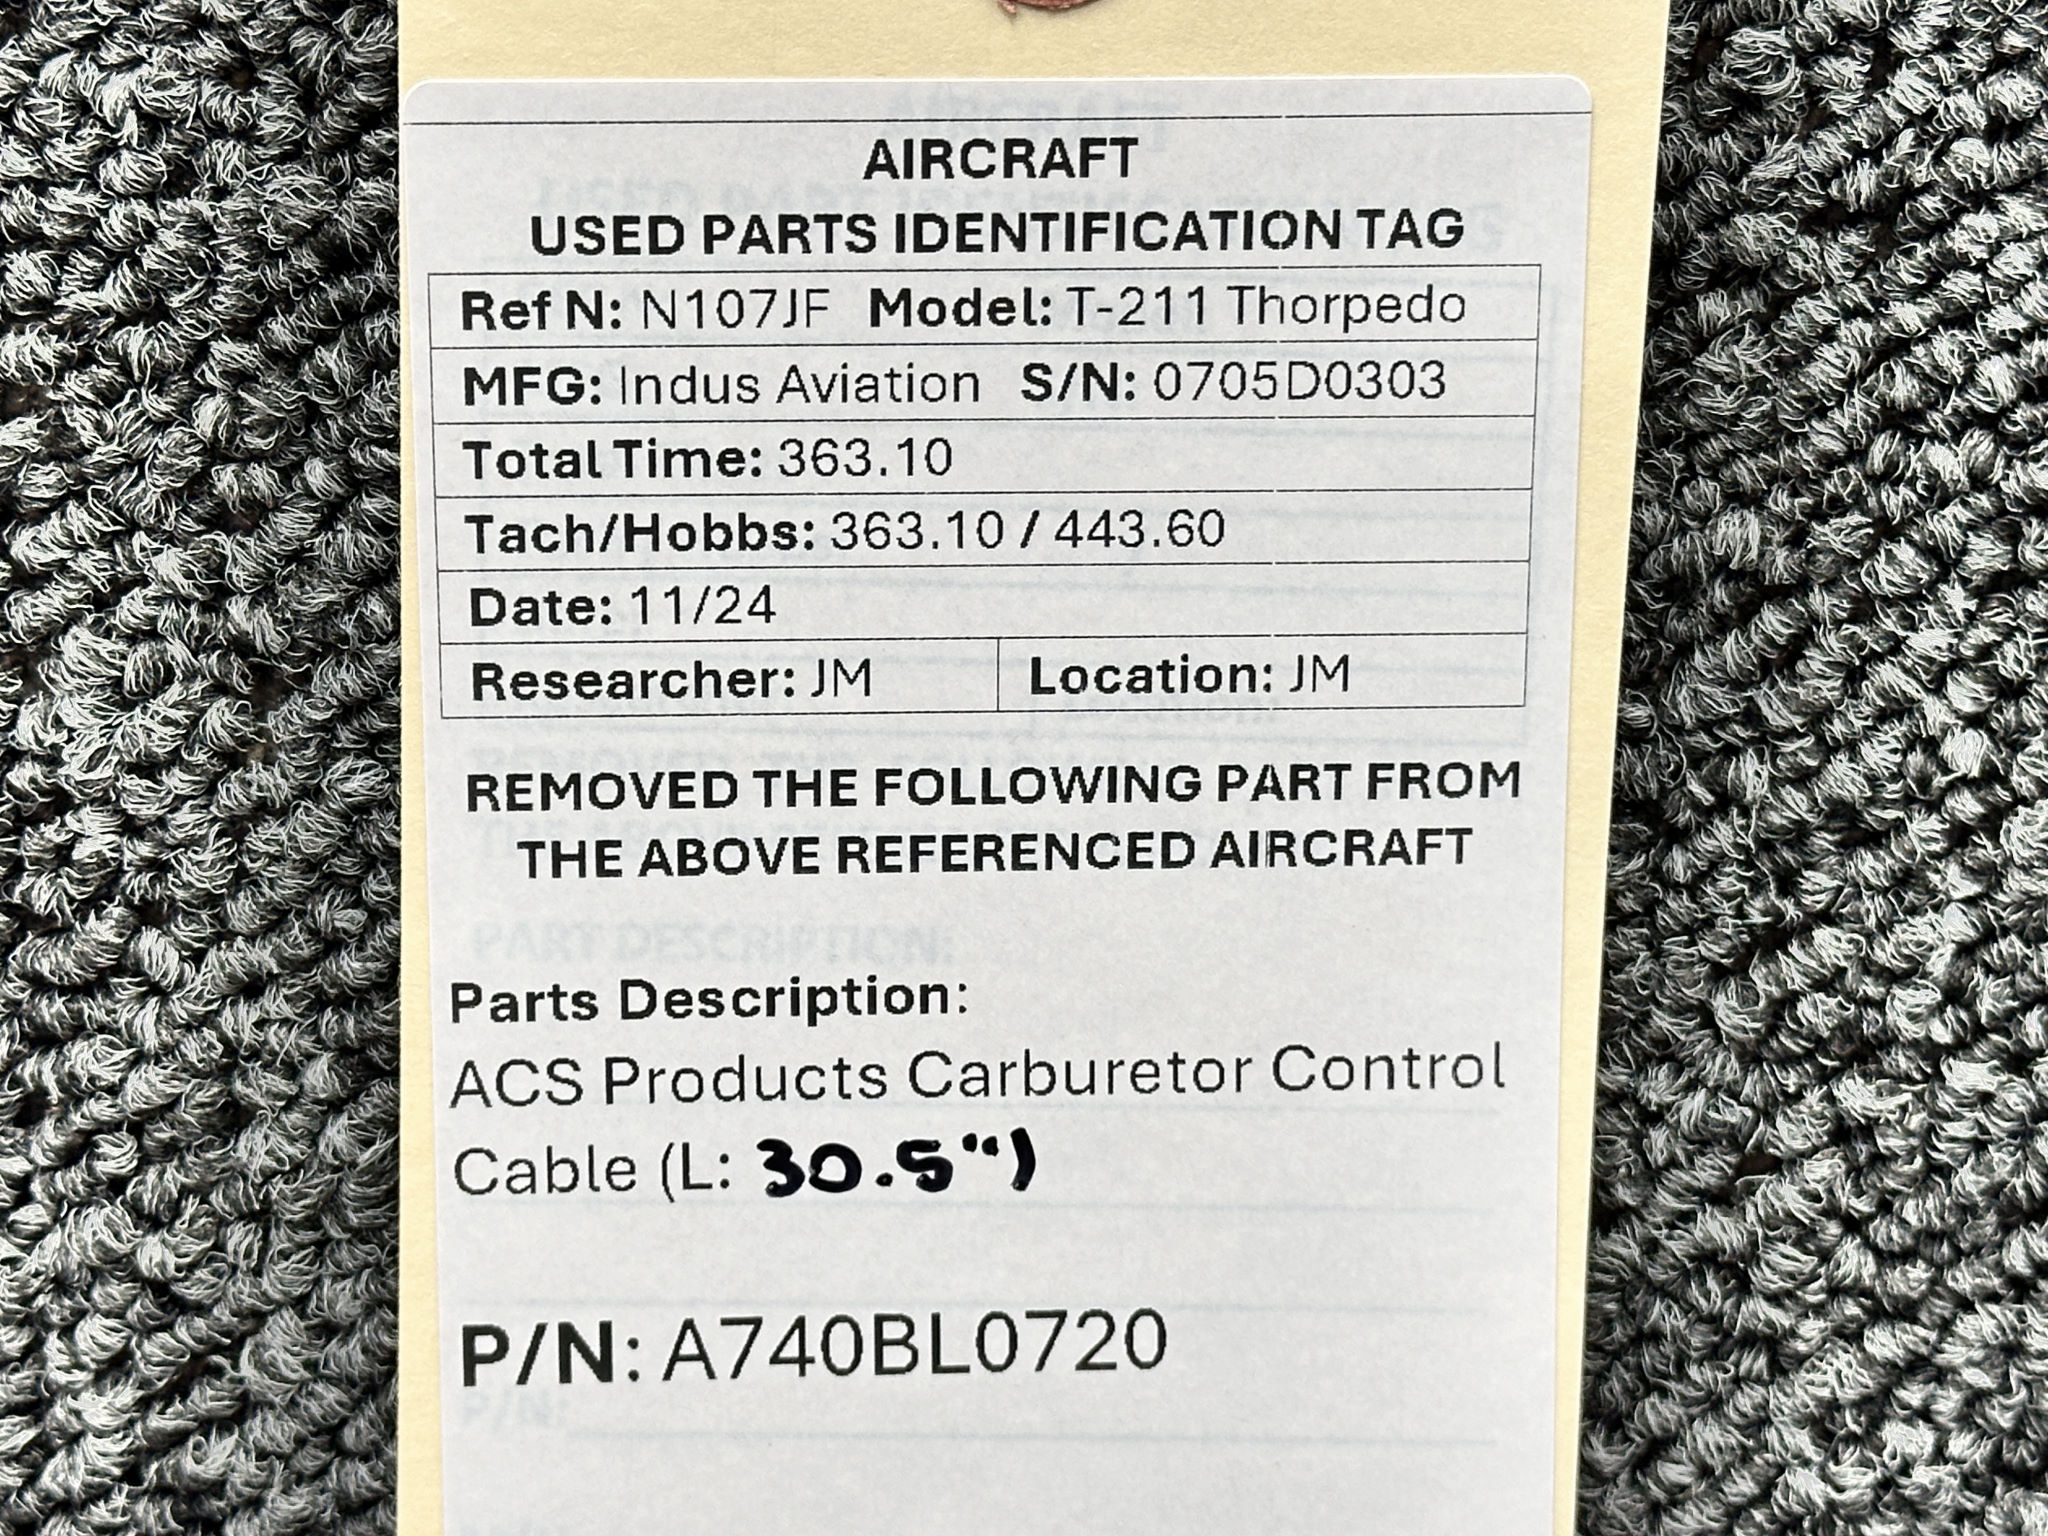 AIRCRAFT
USED PARTS IDENTIFICATION TAG
Ref N: N107JF Model: T-211 Thorpedo
MFG: Indus Aviation S/N: 0705D0303
Total Time: 363.10
Tach/Hobbs: 363.10 / 443.60
Date: 11/24
Researcher: JM Location: JM
REMOVED THE FOLLOWING PART FROM
THE ABOVE REFERENCED AIRCRAFT
PART DESCRIPTION:
Parts Description:
ACS Products Carburetor Control
Cable (L: 30.5")
P/N: A740BL0720
P/N: